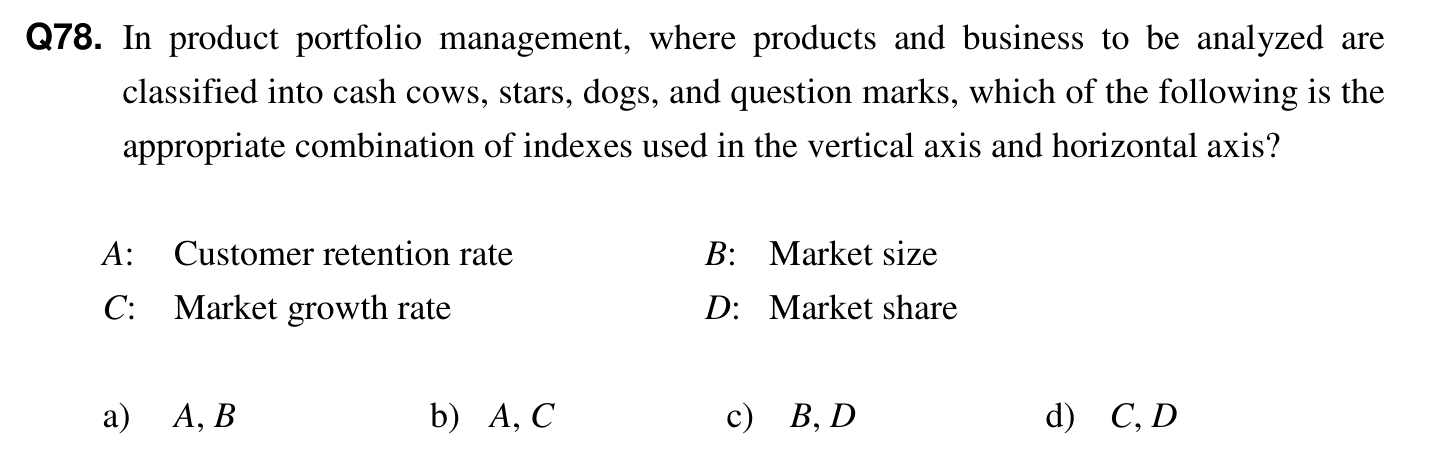 Q78. In product portfolio management, where products and business to be analyzed are
classified into cash cows, stars, dogs, and question marks, which of the following is the
appropriate combination of indexes used in the vertical axis and horizontal axis?
A: Customer retention rate B: Market size
C: Market growth rate D: Market share
a) A, B b) A, C c) B, D d) C, D